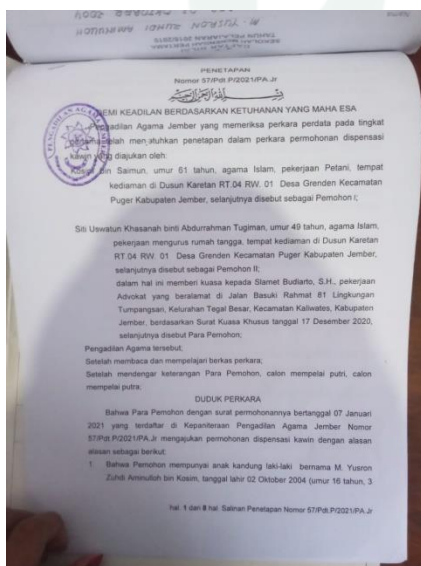 PENETAPAN
Nomor 57/Pdt.P/2021/PA.Jr
DEMI KEADILAN BERDASARKAN KETUHANAN YANG MAHA ESA
Pengadilan Agama Jember yang memeriksa perkara perdata pada tingkat
pertama telah menjatuhkan penetapan dalam perkara permohonan dispensasi
kawin yang diajukan oleh:
Kosim bin Saimun, umur 61 tahun, agama Islam, pekerjaan Petani, tempat
kediaman di Dusun Karetan RT.04 RW. 01 Desa Grenden Kecamatan
Puger Kabupaten Jember, selanjutnya disebut sebagai Pemohon I;
Siti Uswatun Khasanah binti Abdurrahman Tugiman, umur 49 tahun, agama Islam,
pekerjaan mengurus rumah tangga, tempat kediaman di Dusun Karetan
RT.04 RW. 01 Desa Grenden Kecamatan Puger Kabupaten Jember,
selanjutnya disebut sebagai Pemohon II;
dalam hal ini memberi kuasa kepada Slamet Budiarto, S.H., pekerjaan
Advokat yang beralamat di Jalan Basuki Rahmat 81 Lingkungan
Tumpangsari, Kelurahan Tegal Besar, Kecamatan Kaliwates, Kabupaten
Jember, berdasarkan Surat Kuasa Khusus tanggal 17 Desember 2020,
selanjutnya disebut Para Pemohon;
Pengadilan Agama tersebut;
Setelah membaca dan mempelajari berkas perkara;
Setelah mendengar keterangan Para Pemohon, calon mempelai putri, calon
mempelai putra;
DUDUK PERKARA
Bahwa Para Pemohon dengan surat permohonannya bertanggal 07 Januari
2021 yang terdaftar di Kepaniteraan Pengadilan Agama Jember Nomor
57/Pdt.P/2021/PA.Jr mengajukan permohonan dispensasi kawin dengan alasan
alasan sebagai berikut:
1. Bahwa Pemohon mempunyai anak kandung laki-laki bernama M. Yusron
Zuhdi Aminulloh bin Kosim, tanggal lahir 02 Oktober 2004 (umur 16 tahun, 3
hal. 1 dari 8 hal. Salinan Penetapan Nomor 57/Pdt.P/2021/PA.Jr